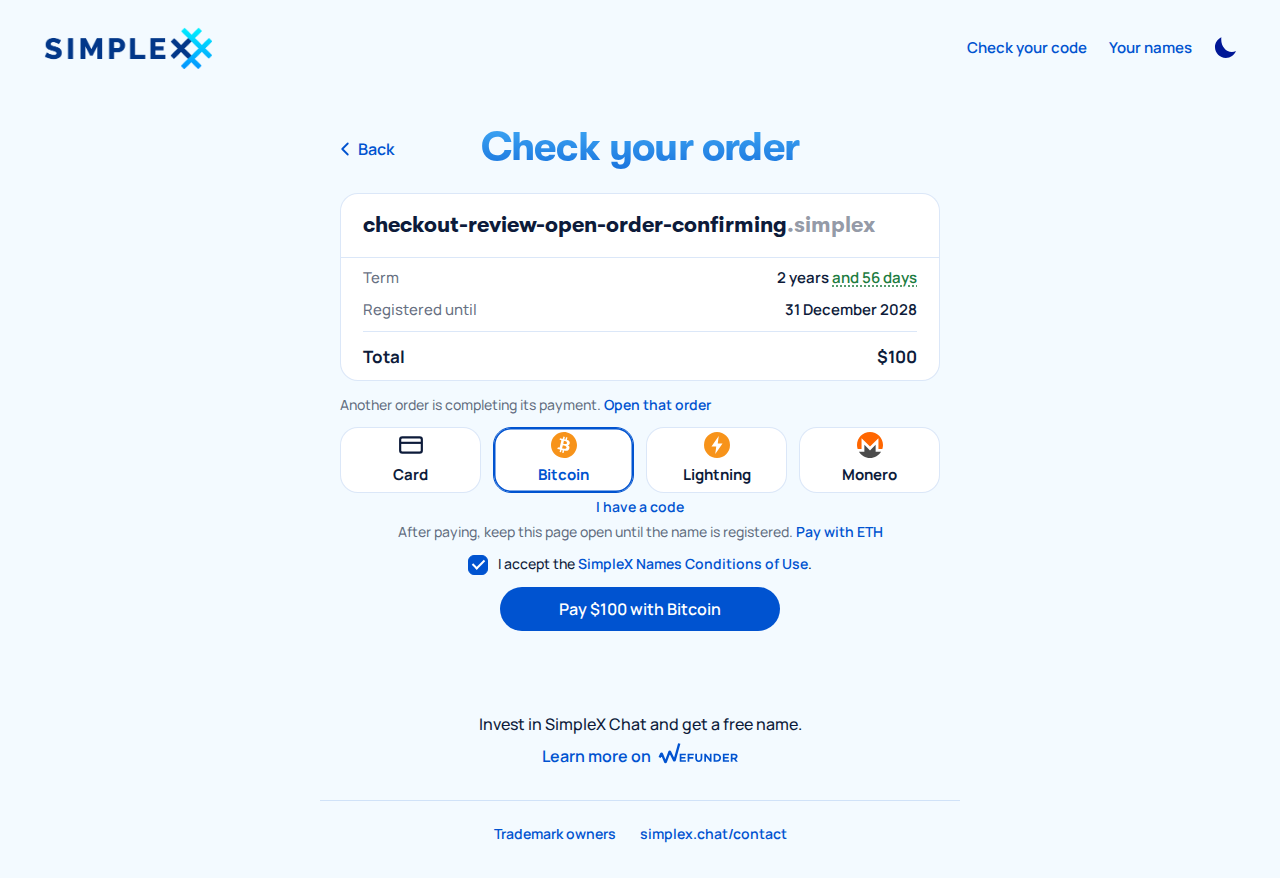 SIMPLEX
Check your code
Your names
Back
Check your order
checkout-review-open-order-confirming.simplex
Term
2 years and 56 days
Registered until
31 December 2028
Total
$100
Another order is completing its payment. Open that order
Card
Bitcoin
Lightning
Monero
I have a code
After paying, keep this page open until the name is registered. Pay with ETH
I accept the SimpleX Names Conditions of Use.
Pay $100 with Bitcoin
Invest in SimpleX Chat and get a free name.
Learn more on WEFUNDER
Trademark owners
simplex.chat/contact